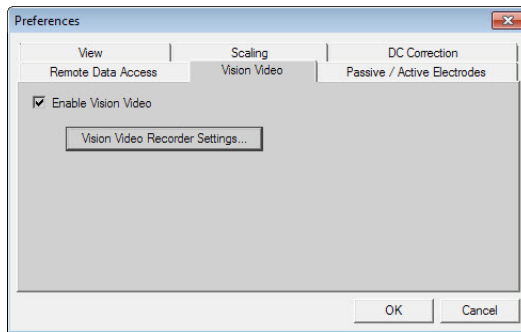 Preferences
View Scaling DC Correction
Remote Data Access Vision Video Passive / Active Electrodes
Enable Vision Video
Vision Video Recorder Settings...
OK Cancel